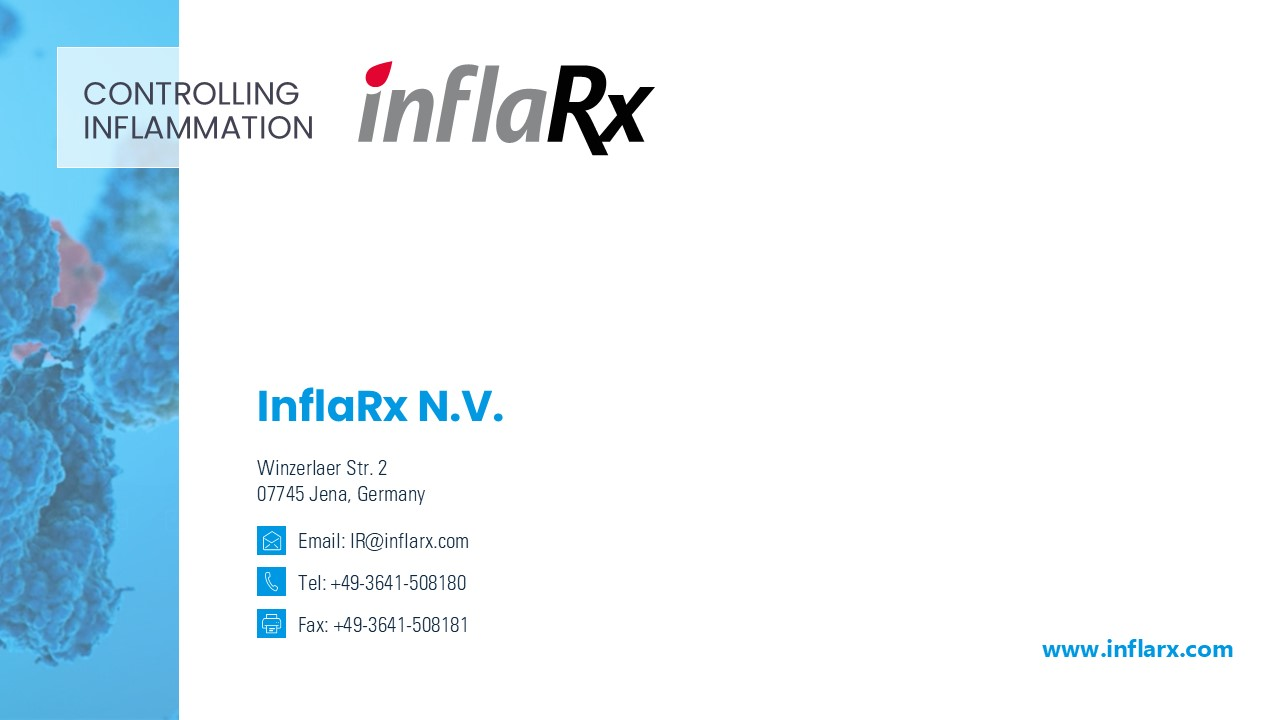 CONTROLLING
INFLAMMATION
inflaRx
InflaRx N.V.
Winzerlaer Str. 2
07745 Jena, Germany
Email: IR@inflarx.com
Tel: +49-3641-508180
Fax: +49-3641-508181
www.inflarx.com